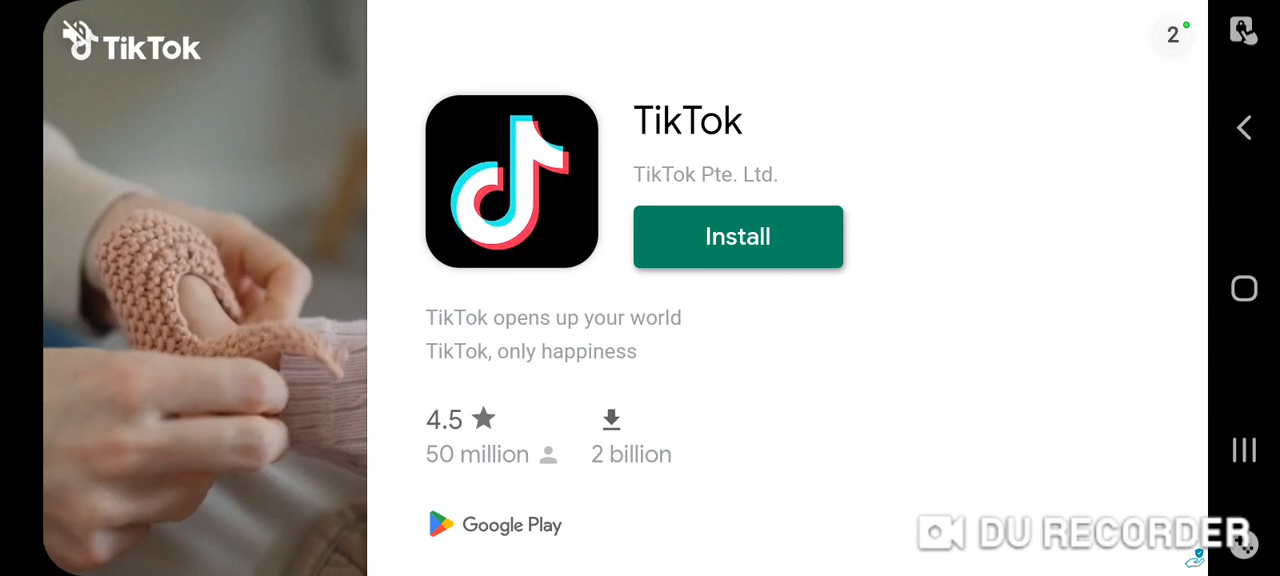 TikTok
2
TikTok
TikTok Pte. Ltd.
Install
TikTok opens up your world
TikTok, only happiness
4.5
50 million
2 billion
Google Play
DU RECORDER